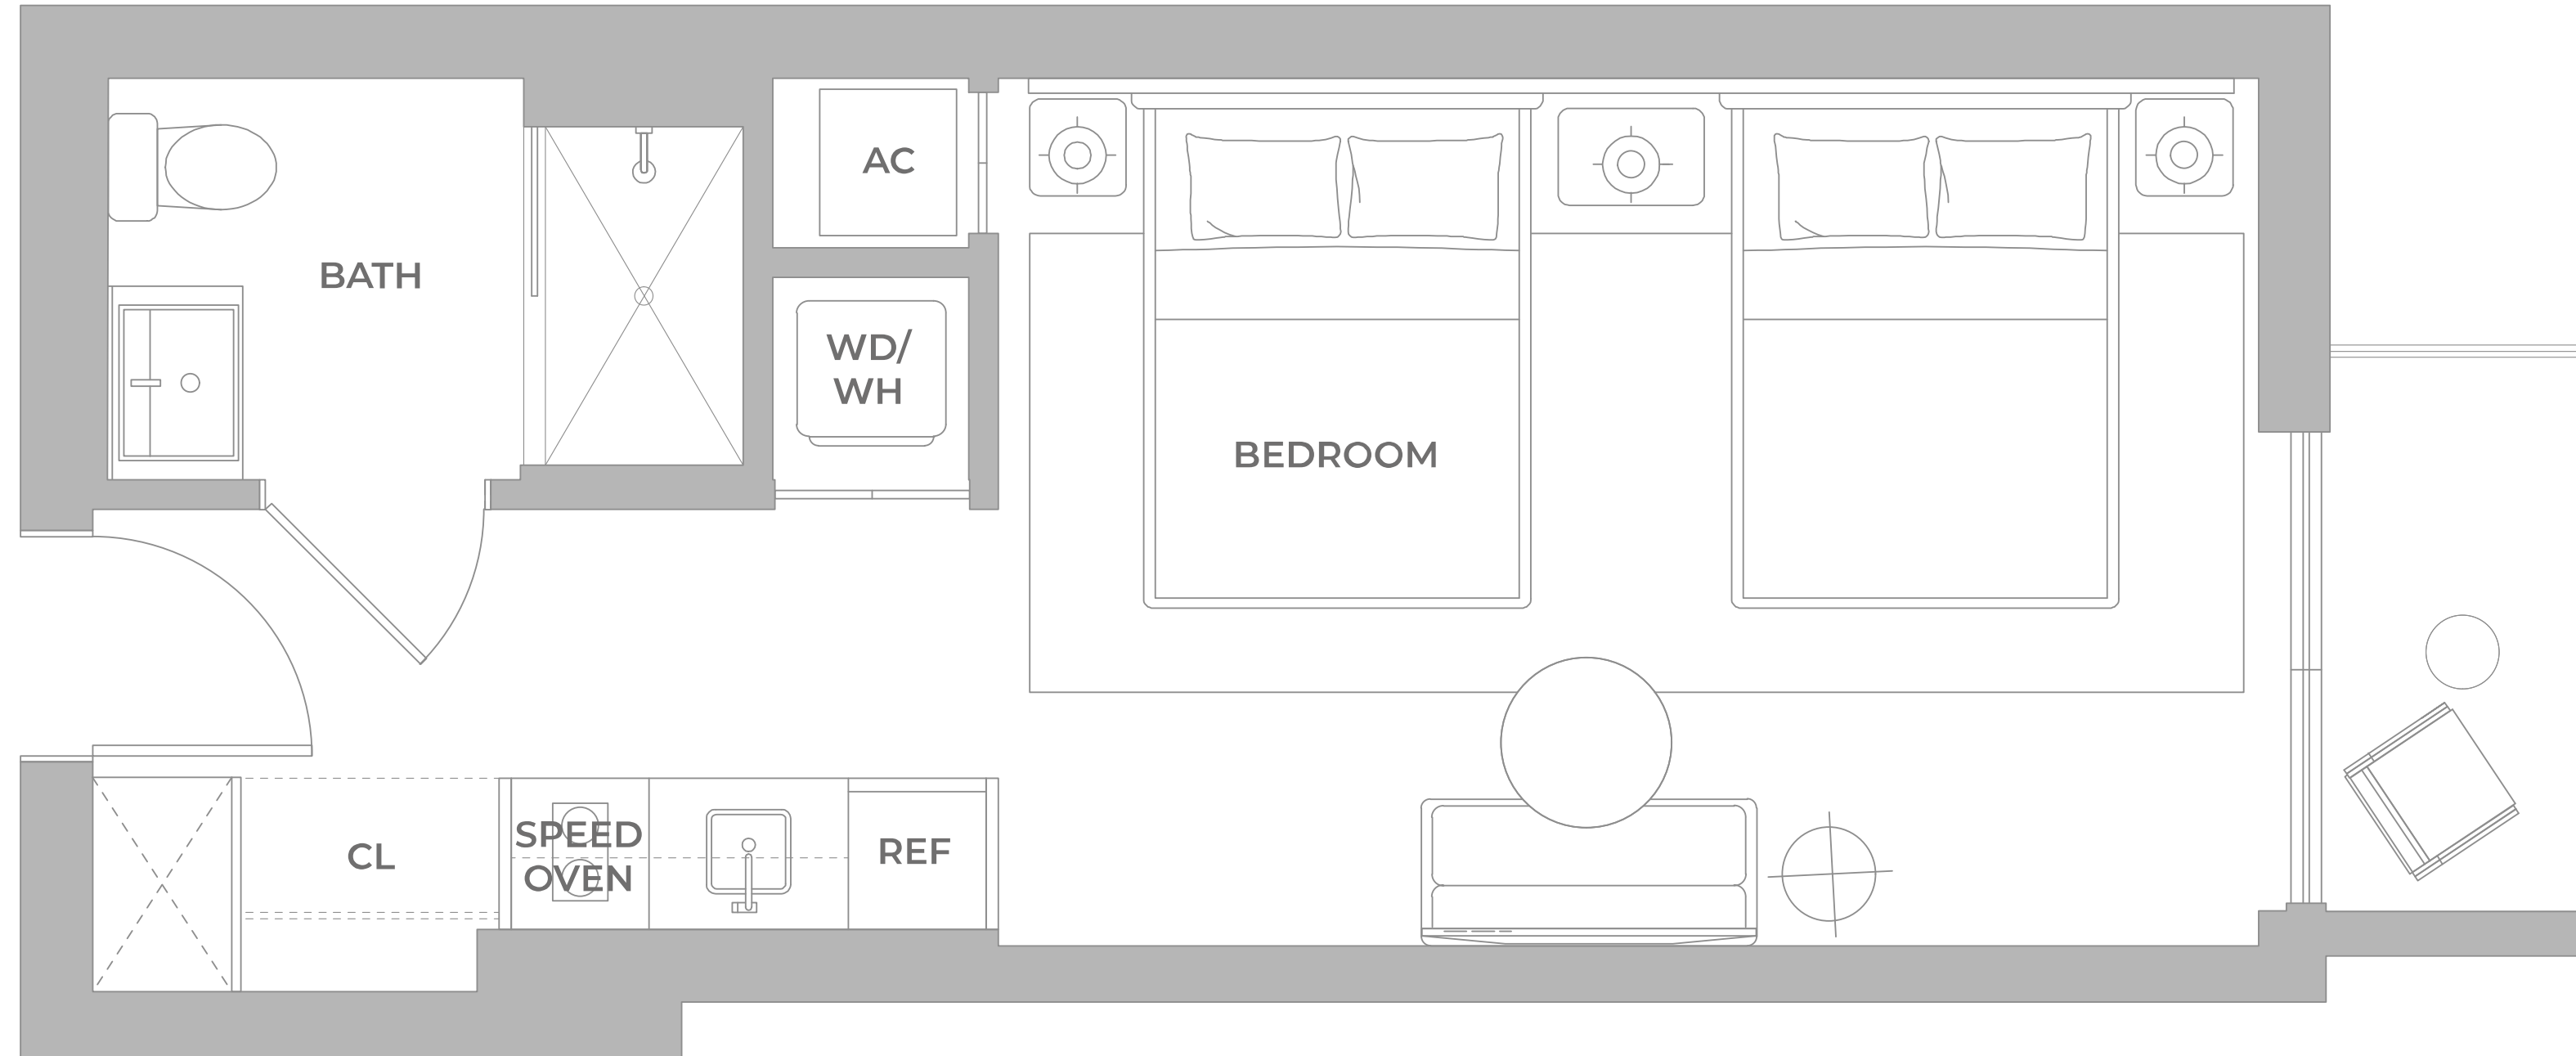 BATH
AC
WD/
WH
BEDROOM
CL
SPEED
OVEN
REF